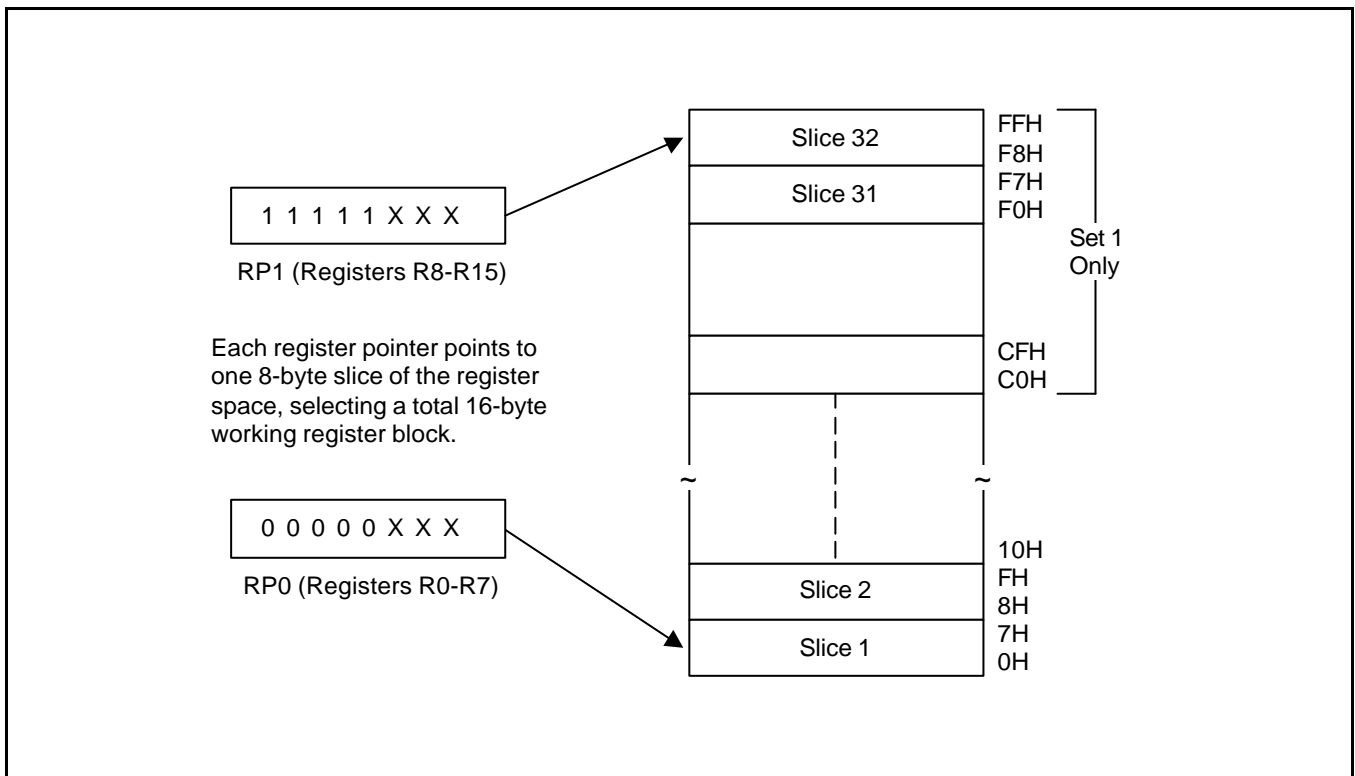 Slice 32
FFH
F8H
Slice 31
F7H
F0H
1 1 1 1 1 X X X
RP1 (Registers R8-R15)
Set 1
Only
Each register pointer points to
one 8-byte slice of the register
space, selecting a total 16-byte
working register block.
CFH
C0H
~ ~
0 0 0 0 0 X X X
RP0 (Registers R0-R7)
10H
Slice 2
FH
8H
Slice 1
7H
0H